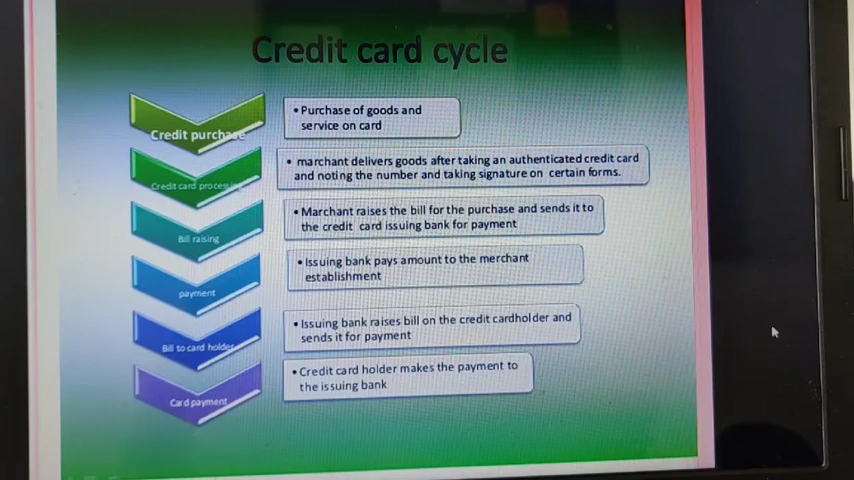 Credit card cycle
Credit purchase
• Purchase of goods and
service on card
Credit card processing
• marchant delivers goods after taking an authenticated credit card
and noting the number and taking signature on certain forms.
Bill raising
• Marchant raises the bill for the purchase and sends it to
the credit card issuing bank for payment
payment
• Issuing bank pays amount to the merchant
establishment
Bill to card holder
• Issuing bank raises bill on the credit cardholder and
sends it for payment
Card payment
• Credit card holder makes the payment to
the issuing bank